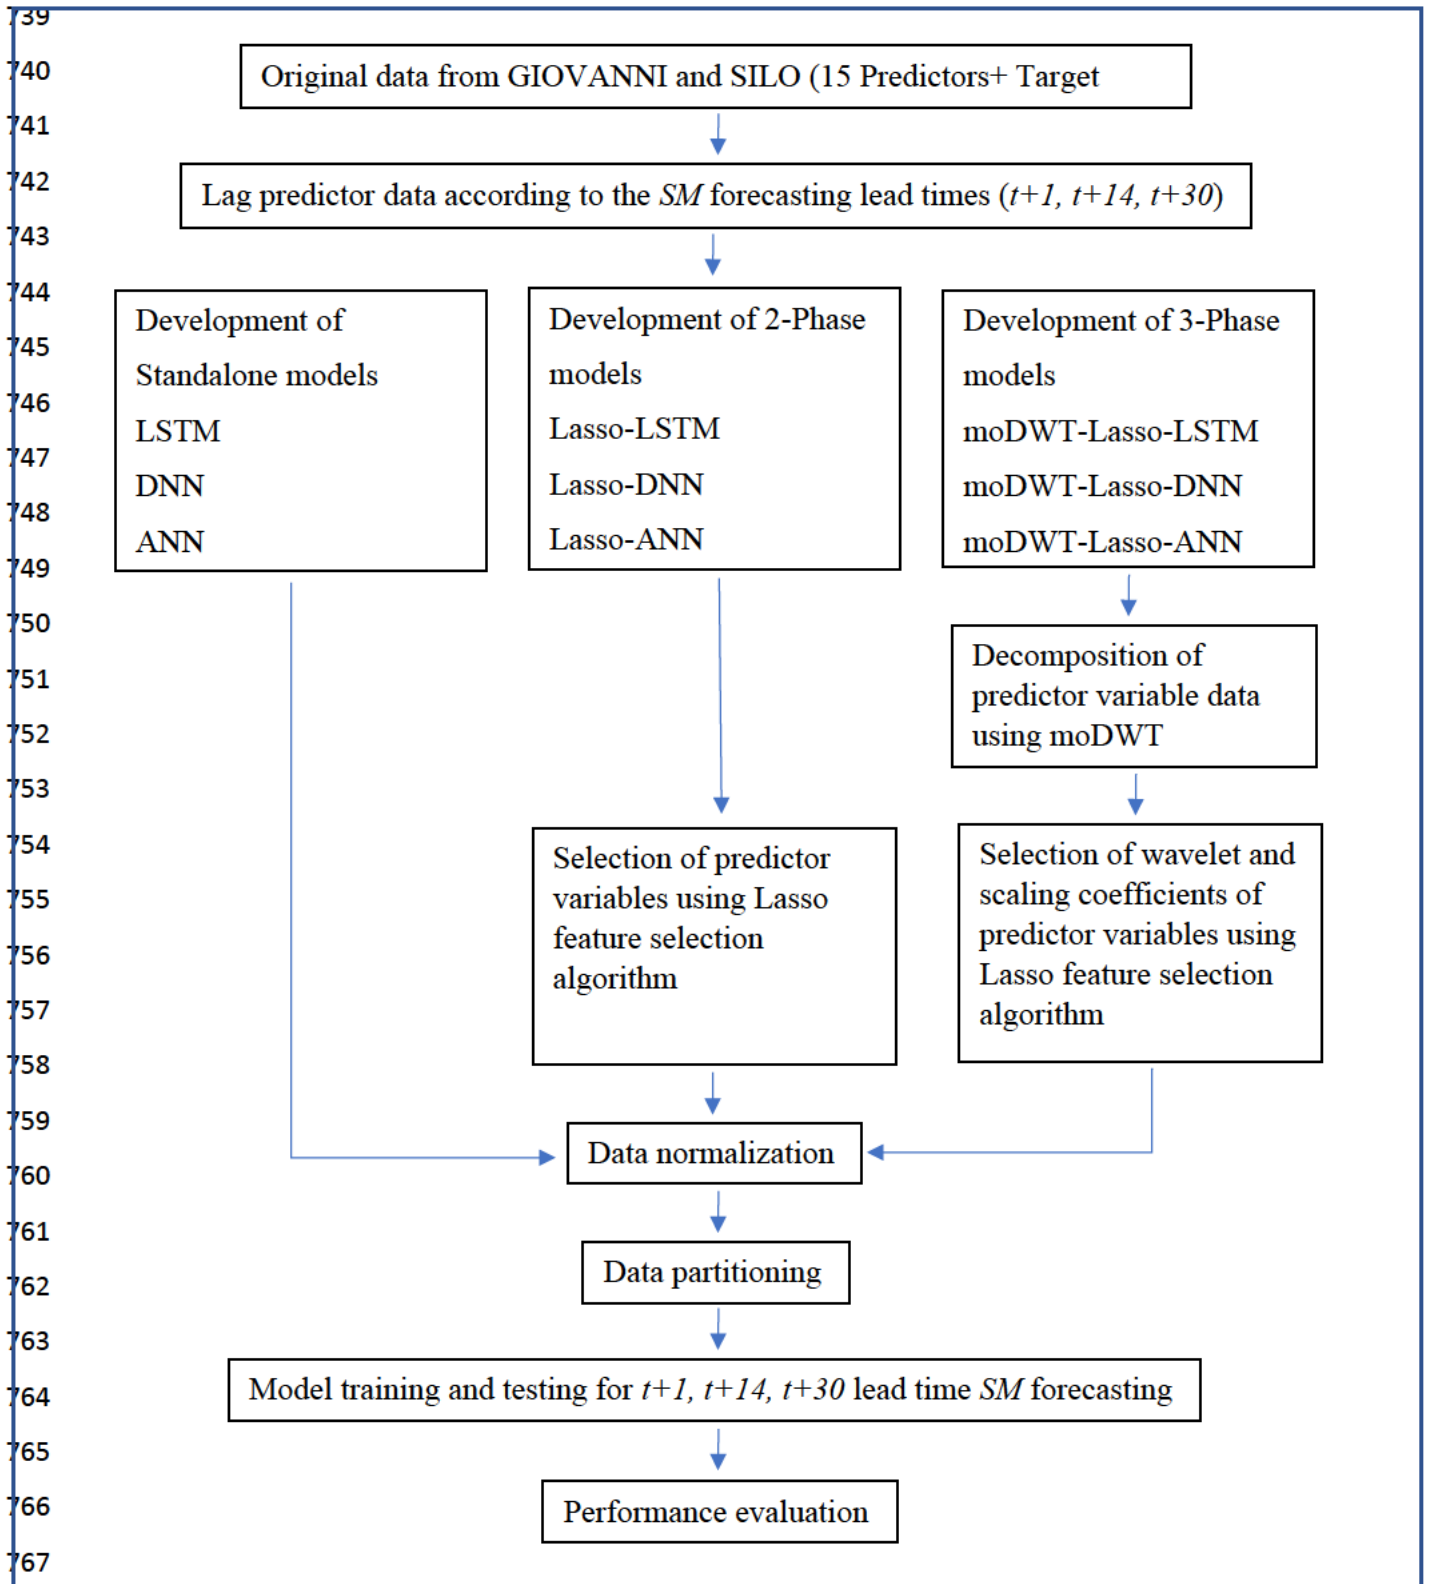 739
740
741
742
743
744
745
746
747
748
749
750
751
752
753
754
755
756
757
758
759
760
761
762
763
764
765
766
767
Original data from GIOVANNI and SILO (15 Predictors+ Target
Lag predictor data according to the SM forecasting lead times (t+1, t+14, t+30)
Development of
Standalone models
LSTM
DNN
ANN
Development of 2-Phase
models
Lasso-LSTM
Lasso-DNN
Lasso-ANN
Development of 3-Phase
models
moDWT-Lasso-LSTM
moDWT-Lasso-DNN
moDWT-Lasso-ANN
Decomposition of
predictor variable data
using moDWT
Selection of predictor
variables using Lasso
feature selection
algorithm
Selection of wavelet and
scaling coefficients of
predictor variables using
Lasso feature selection
algorithm
Data normalization
Data partitioning
Model training and testing for t+1, t+14, t+30 lead time SM forecasting
Performance evaluation